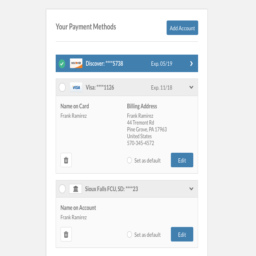 Your Payment Methods
Add Account
Discover: ****5738
Exp. 05/19
VISA
Visa: ****1126
Exp. 11/18
Name on Card
Billing Address
Frank Ramirez
Frank Ramirez
44 Tremont Rd
Pine Grove, PA 17963
United States
570-345-4572
Set as default
Edit
Sioux Falls FCU, SD: ****23
Name on Account
Frank Ramirez
Set as default
Edit